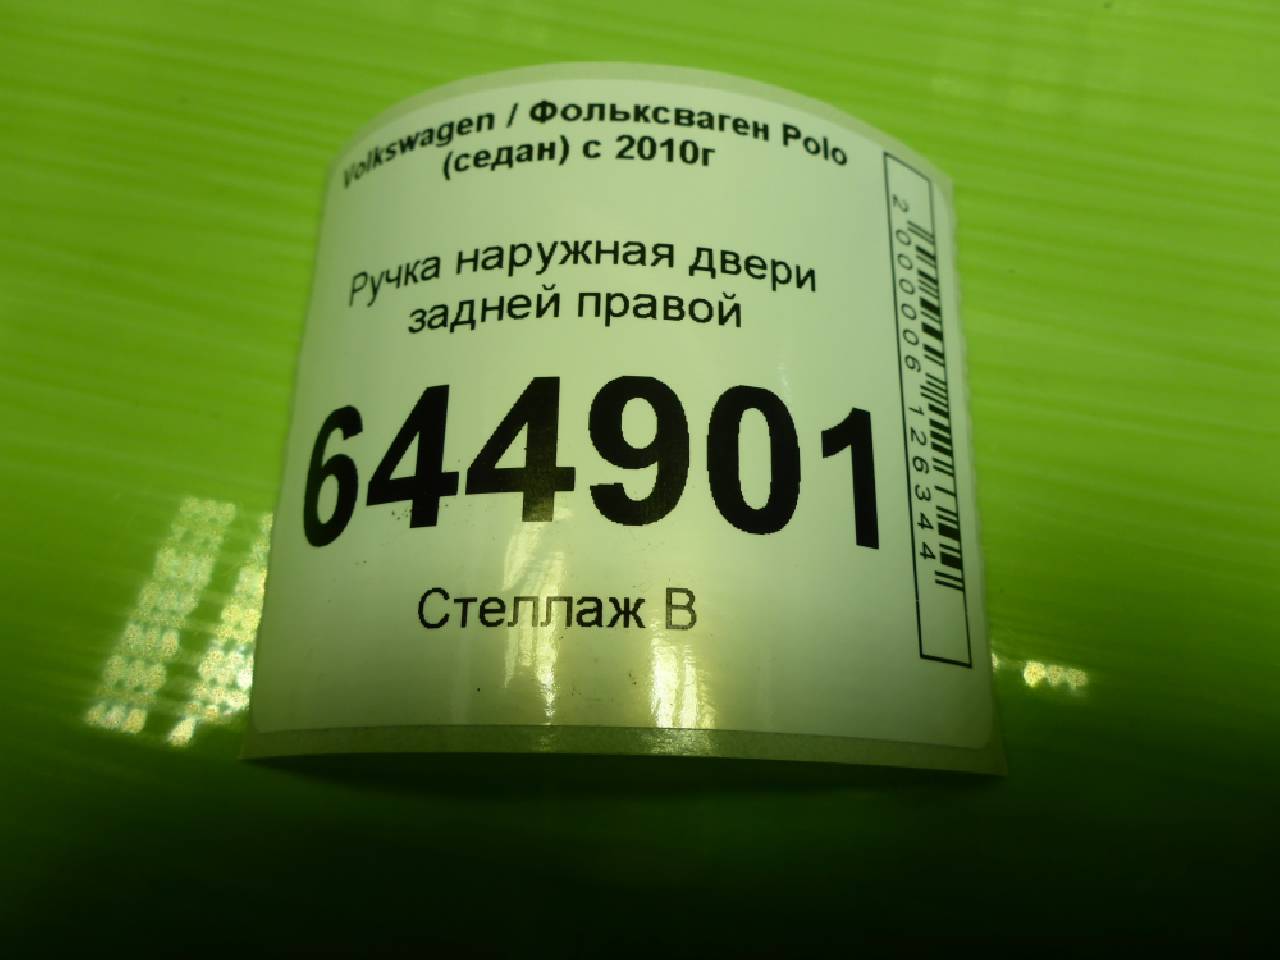 Volkswagen / Фольксваген Polo
(седан) с 2010г
Ручка наружная двери
задней правой
644901
Стеллаж В
2000006126344